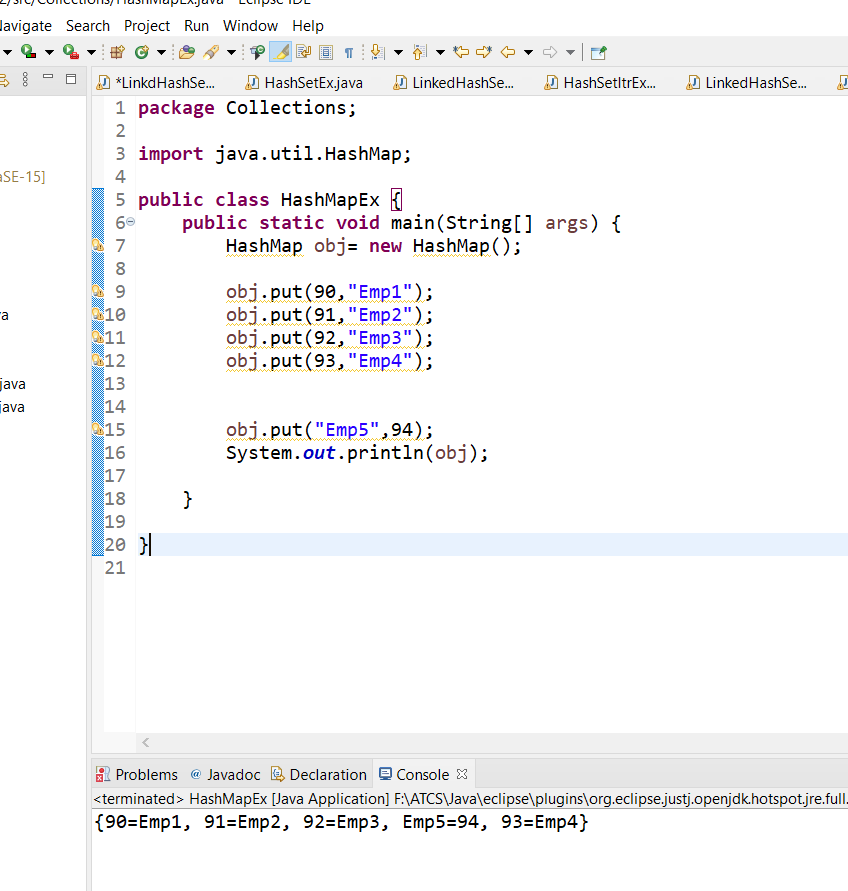 2/src/Collections/HashMapEx.java - Eclipse IDE
Navigate Search Project Run Window Help
*LinkdHashSe... HashSetEx.java LinkedHashSe... HashSetItrEx... LinkedHashSe...
1 package Collections;
2
3 import java.util.HashMap;
4
aSE-15]
5 public class HashMapEx {
6 public static void main(String[] args) {
7 HashMap obj= new HashMap();
8
9 obj.put(90,"Emp1");
10 obj.put(91,"Emp2");
11 obj.put(92,"Emp3");
12 obj.put(93,"Emp4");
13
14
15 obj.put("Emp5",94);
16 System.out.println(obj);
17
18 }
19
20 }
21
va
java
java
Problems @ Javadoc Declaration Console
<terminated> HashMapEx [Java Application] F:\ATCS\Java\eclipse\plugins\org.eclipse.justj.openjdk.hotspot.jre.full.
{90=Emp1, 91=Emp2, 92=Emp3, Emp5=94, 93=Emp4}